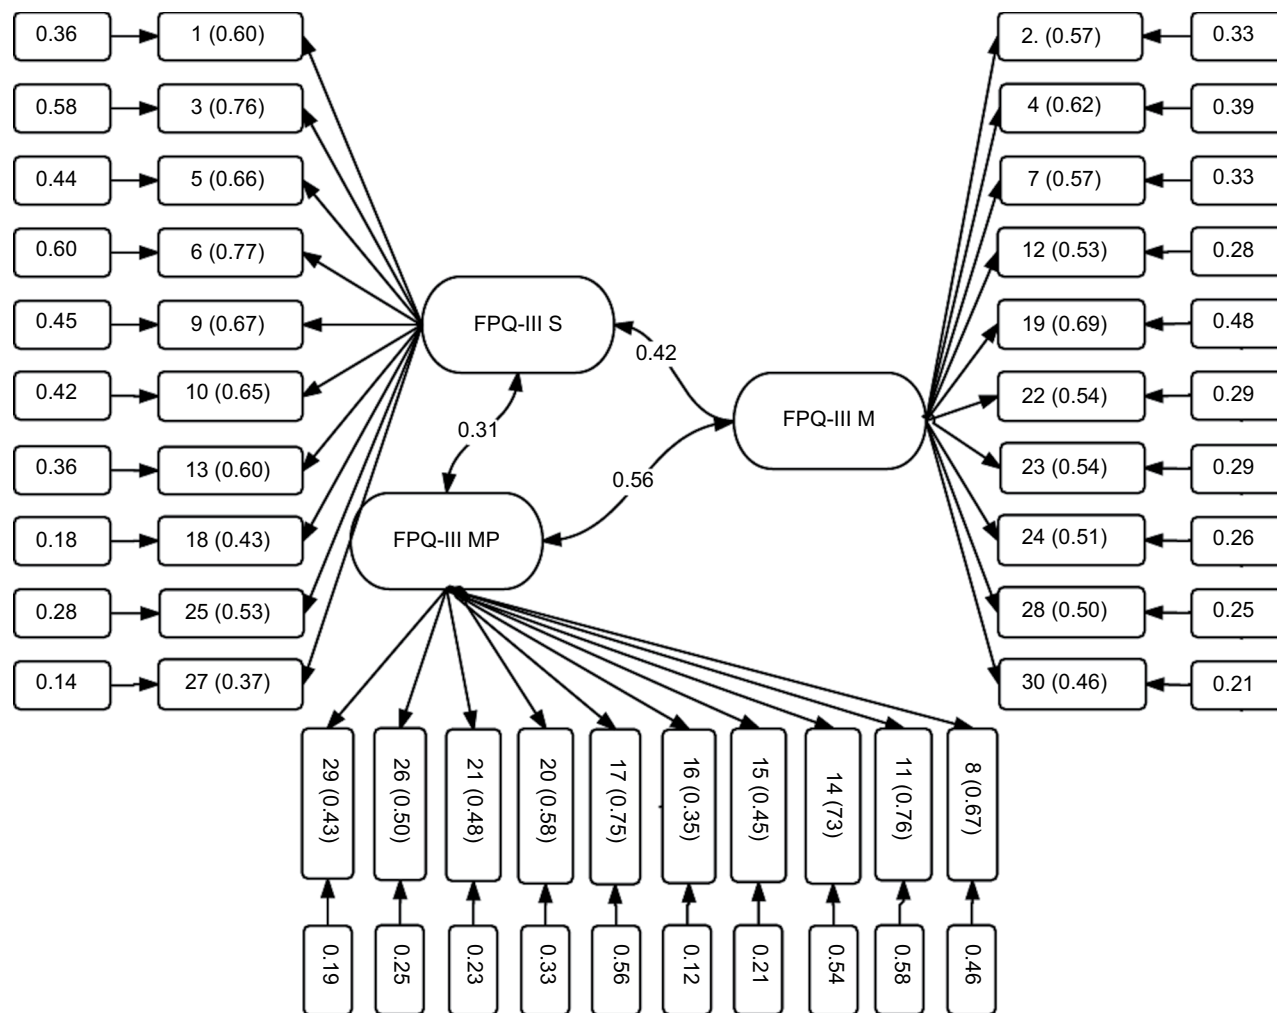 0.36 1 (0.60) 2. (0.57) 0.33
0.58 3 (0.76) 4 (0.62) 0.39
0.44 5 (0.66) 7 (0.57) 0.33
0.60 6 (0.77) 12 (0.53) 0.28
0.45 9 (0.67) FPQ-III S 19 (0.69) 0.48
0.42
0.42 10 (0.65) 22 (0.54) 0.29
FPQ-III M
0.31
0.36 13 (0.60) 23 (0.54) 0.29
0.56
0.18 18 (0.43) FPQ-III MP 24 (0.51) 0.26
0.28 25 (0.53) 28 (0.50) 0.25
0.14 27 (0.37) 30 (0.46) 0.21
29 (0.43)
26 (0.50)
21 (0.48)
20 (0.58)
17 (0.75)
16 (0.35)
15 (0.45)
14 (73)
11 (0.76)
8 (0.67)
0.19
0.25
0.23
0.33
0.56
0.12
0.21
0.54
0.58
0.46